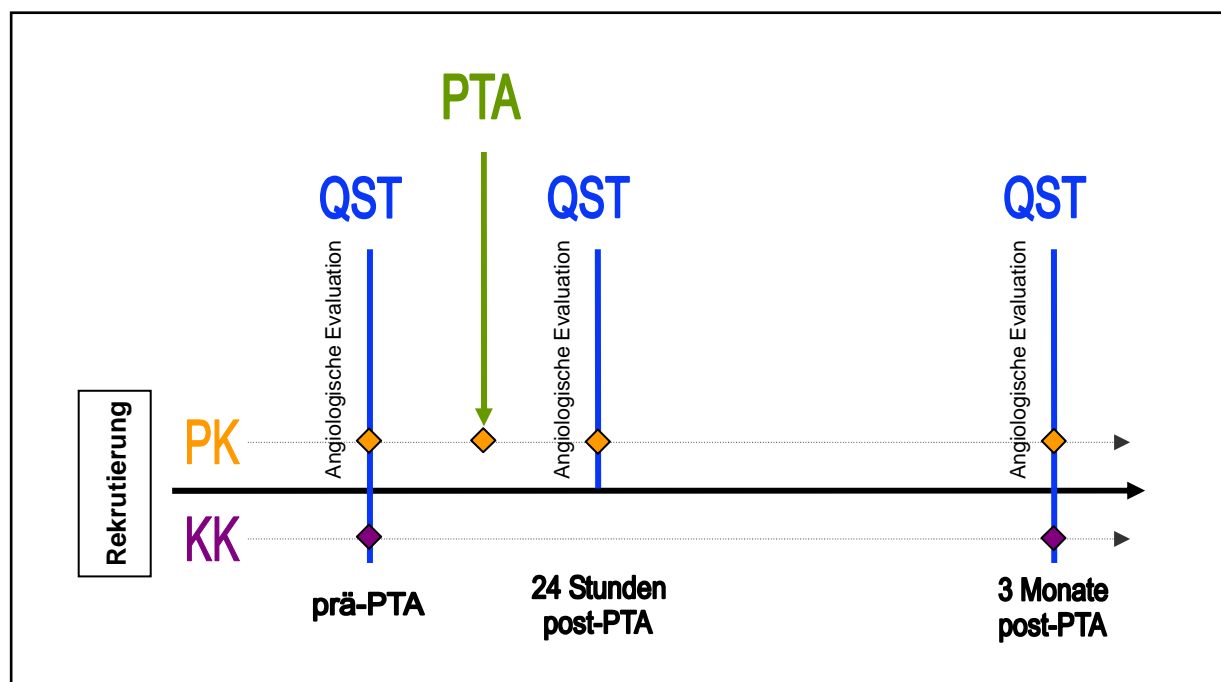 PTA
QST
QST
QST
Angiologische Evaluation
Angiologische Evaluation
Angiologische Evaluation
Rekrutierung
PK
KK
prä-PTA
24 Stunden
post-PTA
3 Monate
post-PTA